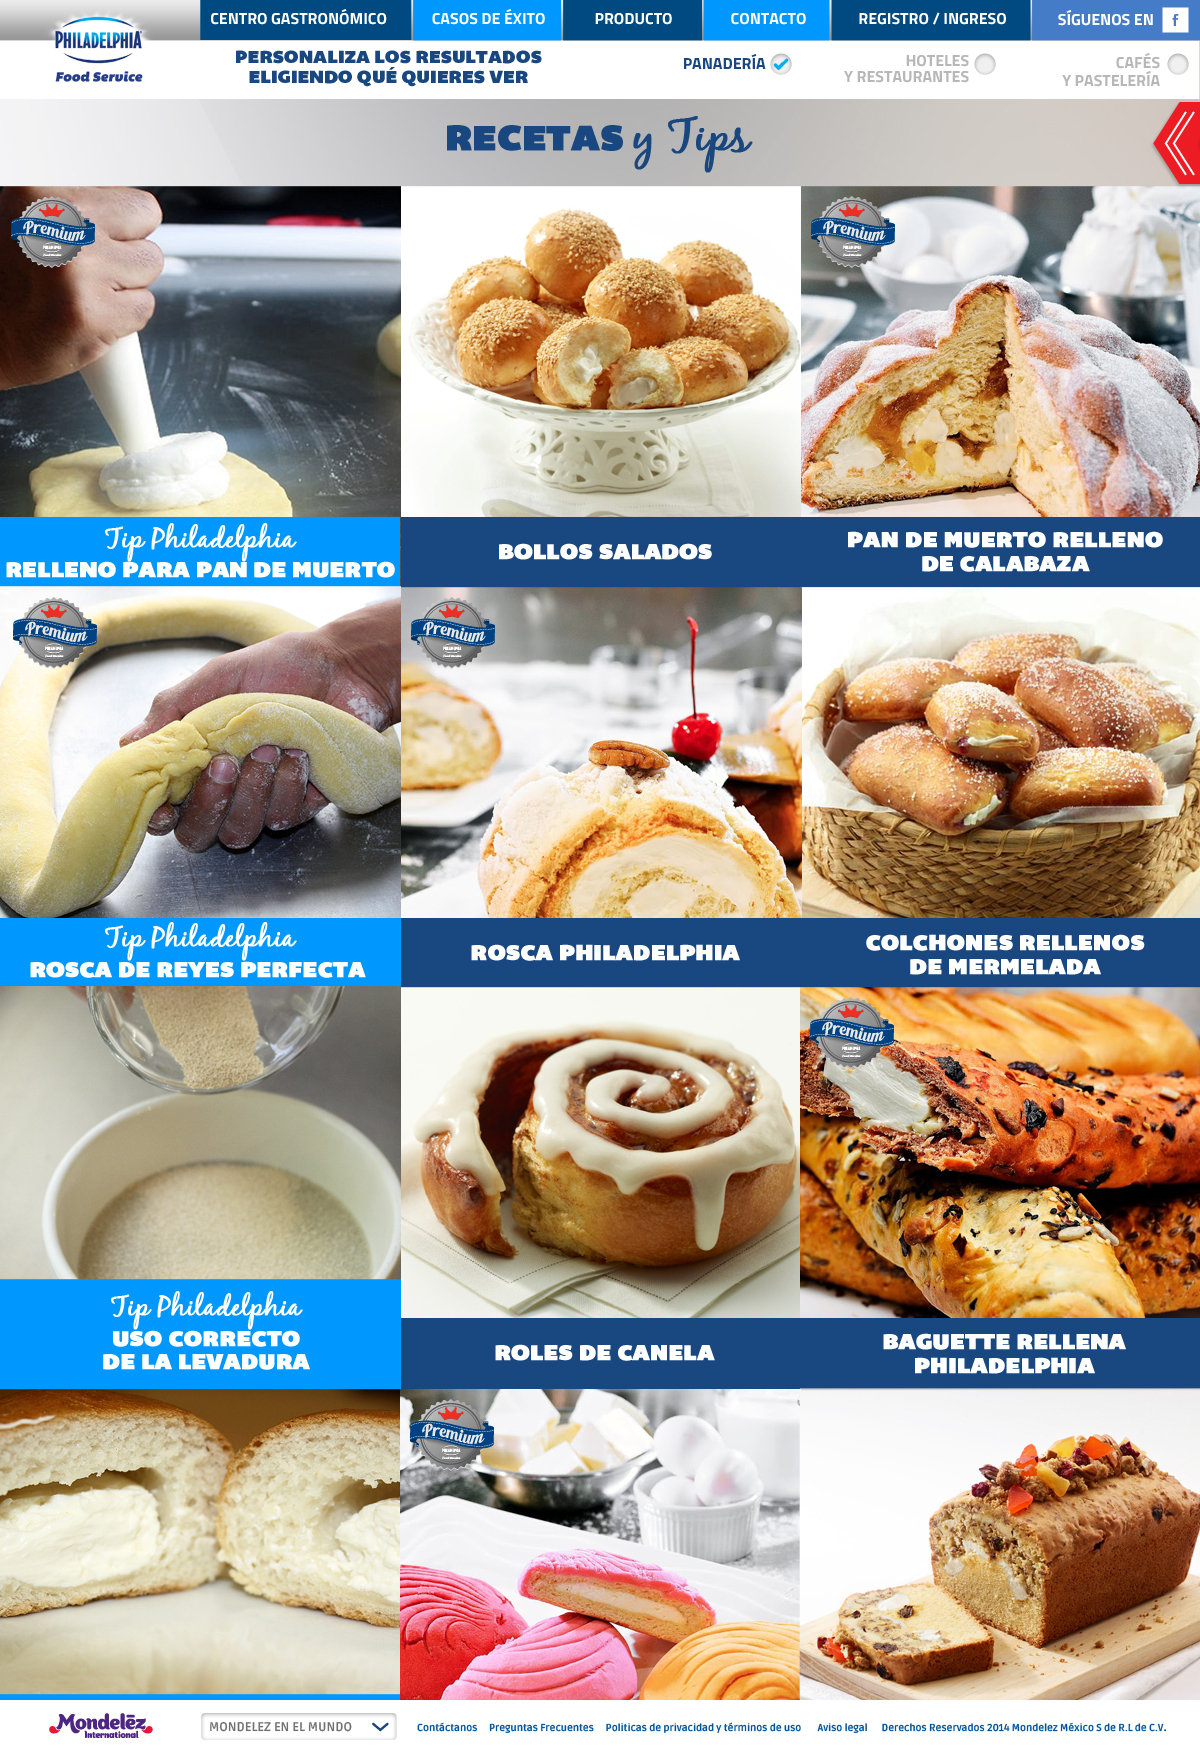 PHILADELPHIA
Food Service
CENTRO GASTRONÓMICO
CASOS DE ÉXITO
PRODUCTO
CONTACTO
REGISTRO / INGRESO
SÍGUENOS EN f
PERSONALIZA LOS RESULTADOS
ELIGIENDO QUÉ QUIERES VER
PANADERÍA
HOTELES
Y RESTAURANTES
CAFÉS
Y PASTELERÍA
RECETAS y Tips
Premium
Premium
Tip Philadelphia
RELLENO PARA PAN DE MUERTO
BOLLOS SALADOS
PAN DE MUERTO RELLENO
DE CALABAZA
Premium
Premium
Tip Philadelphia
ROSCA DE REYES PERFECTA
ROSCA PHILADELPHIA
COLCHONES RELLENOS
DE MERMELADA
Premium
Tip Philadelphia
USO CORRECTO
DE LA LEVADURA
ROLES DE CANELA
BAGUETTE RELLENA
PHILADELPHIA
Premium
Mondelēz
International
MONDELEZ EN EL MUNDO
Contáctanos
Preguntas Frecuentes
Politicas de privacidad y términos de uso
Aviso legal
Derechos Reservados 2014 Mondelez México S de R.L de C.V.